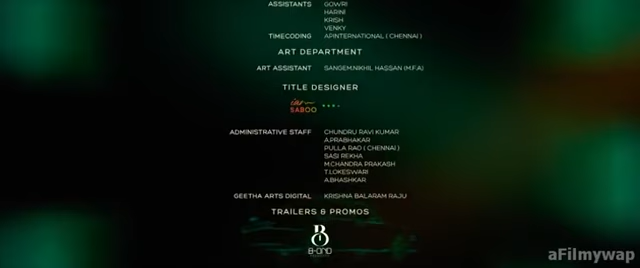 ASSISTANTS GOWRI
HARINI
KRISH
VENKY
TIMECODING APINTERNATIONAL ( CHENNAI )
ART DEPARTMENT
ART ASSISTANT SANGEM.NIKHIL HASSAN (M.F.A)
TITLE DESIGNER
SABOO
ADMINISTRATIVE STAFF CHUNDRU RAVI KUMAR
A.PRABHAKAR
PULLA RAO ( CHENNAI )
SASI REKHA
M.CHANDRA PRAKASH
T.LOKESWARI
A.BHASHKAR
GEETHA ARTS DIGITAL KRISHNA BALARAM RAJU
TRAILERS & PROMOS
aFilmywap